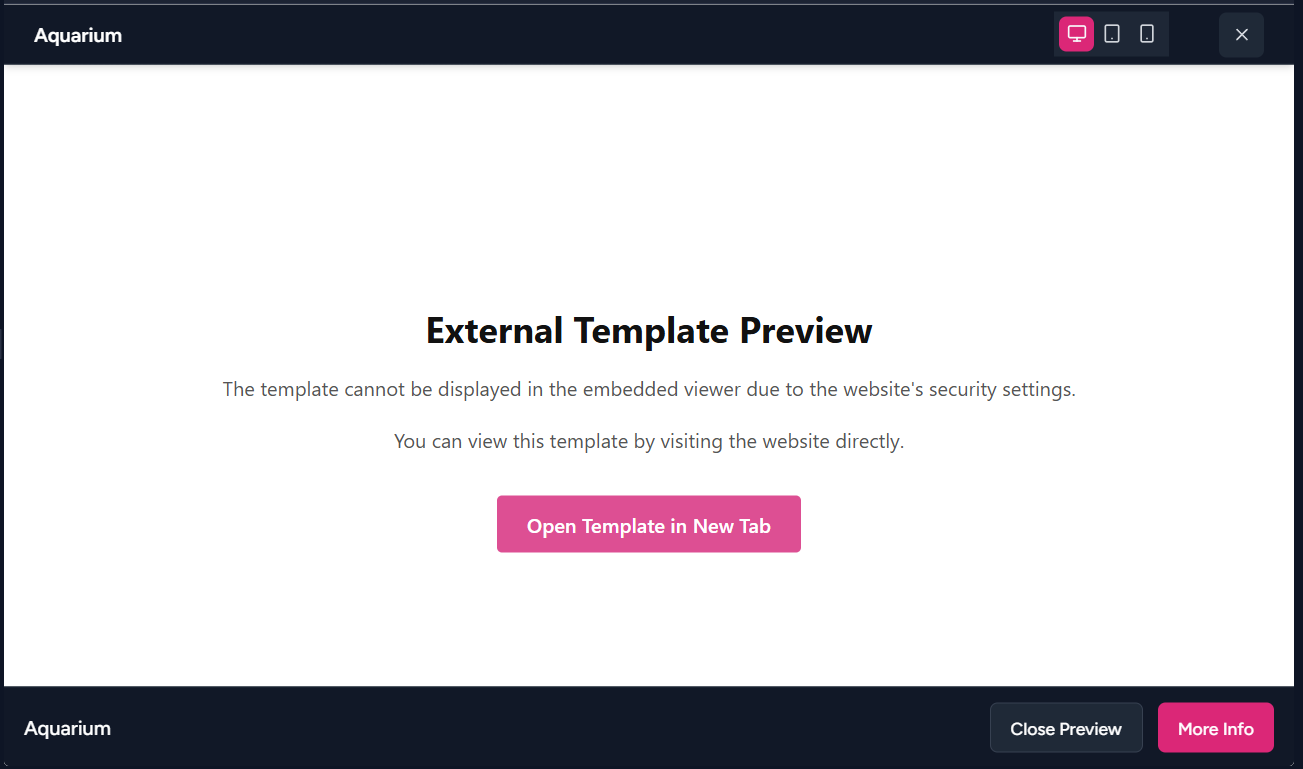 Aquarium
External Template Preview
The template cannot be displayed in the embedded viewer due to the website's security settings.
You can view this template by visiting the website directly.
Open Template in New Tab
Aquarium
Close Preview
More Info